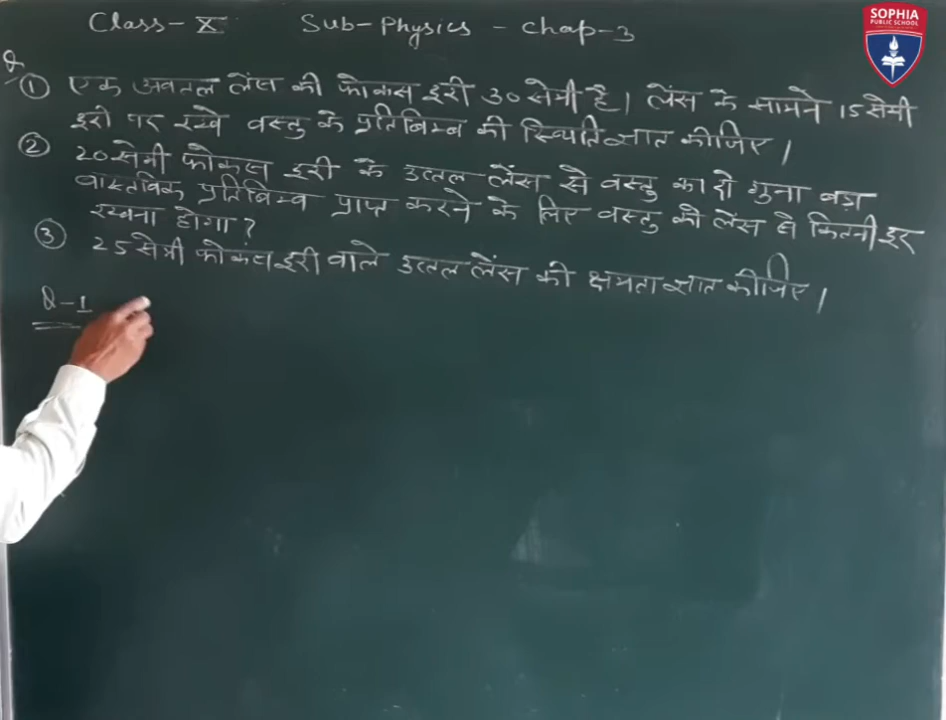 Class - X Sub - Physics - Chap-3
SOPHIA
PUBLIC SCHOOL
Q
① एक अवतल लेंस की फोकस दूरी 30 सेमी है। लेंस के सामने 15 सेमी
दूरी पर रखे वस्तु के प्रतिबिम्ब की स्थिति ज्ञात कीजिए।
② 20 सेमी फोकस दूरी के उत्तल लेंस से वस्तु का दो गुना बड़ा
वास्तविक प्रतिबिम्ब प्राप्त करने के लिए वस्तु को लेंस से कितनी दूर
रखना होगा?
③ 25 सेमी फोकस दूरी वाले उत्तल लेंस की क्षमता ज्ञात कीजिए।
Q-1